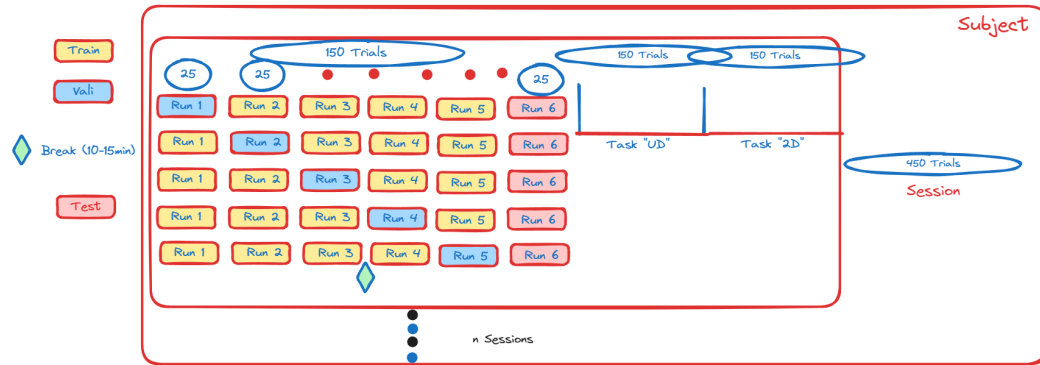 Subject
Train
Vali
Break (10-15min)
Test
150 Trials
150 Trials
150 Trials
25
25
25
Run 1
Run 2
Run 3
Run 4
Run 5
Run 6
Run 1
Run 2
Run 3
Run 4
Run 5
Run 6
Run 1
Run 2
Run 3
Run 4
Run 5
Run 6
Run 1
Run 2
Run 3
Run 4
Run 5
Run 6
Run 1
Run 2
Run 3
Run 4
Run 5
Run 6
Task "UD"
Task "2D"
450 Trials
Session
n Sessions